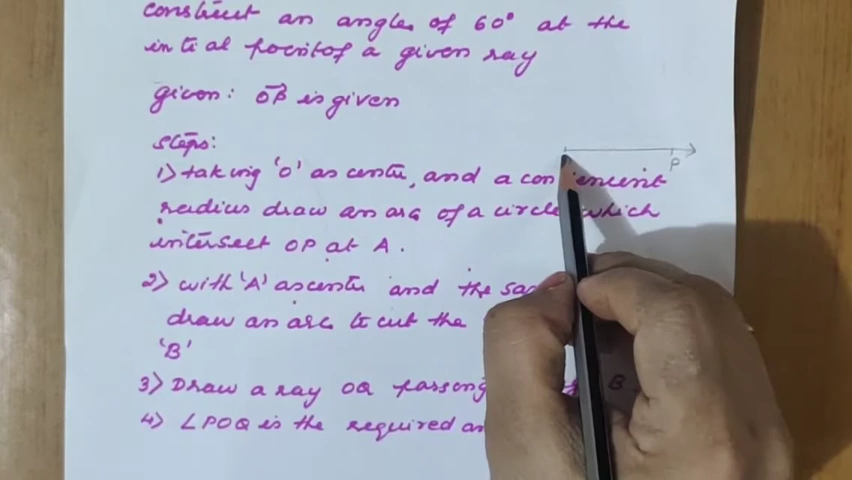 construct an angles of 60° at the
initial point of a given ray
given: OP is given
steps:
P
1) taking 'O' as centre, and a convenient
radius draw an arc of a circle which
intersect OP at A.
2) with 'A' as centre and the
draw an arc to cut the
'B'
3) Draw a ray OQ passing B
4) ∠POQ is the required